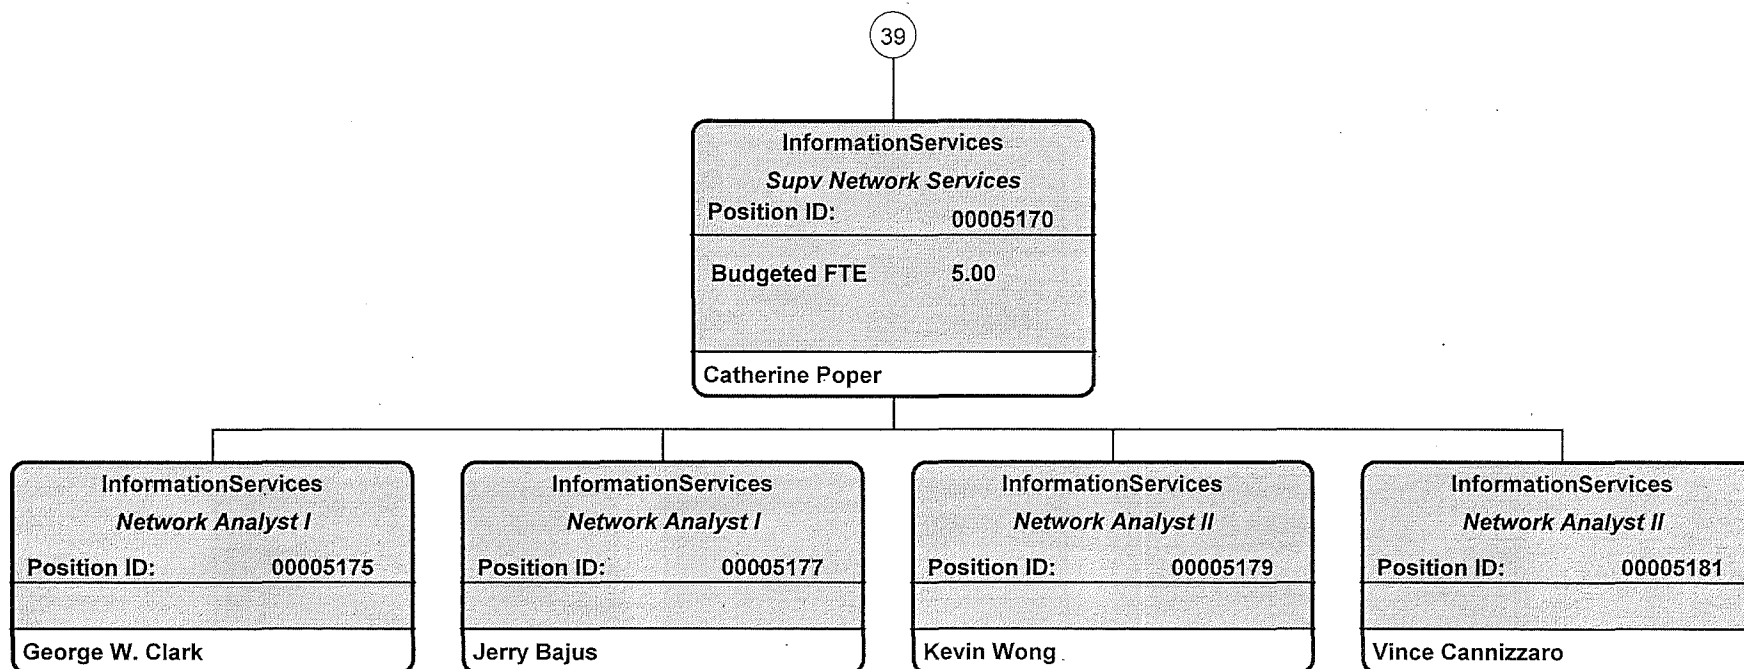 39
InformationServices
Supv Network Services
Position ID: 00005170
Budgeted FTE 5.00
Catherine Poper
InformationServices
Network Analyst I
Position ID: 00005175
George W. Clark
InformationServices
Network Analyst I
Position ID: 00005177
Jerry Bajus
InformationServices
Network Analyst II
Position ID: 00005179
Kevin Wong
InformationServices
Network Analyst II
Position ID: 00005181
Vince Cannizzaro